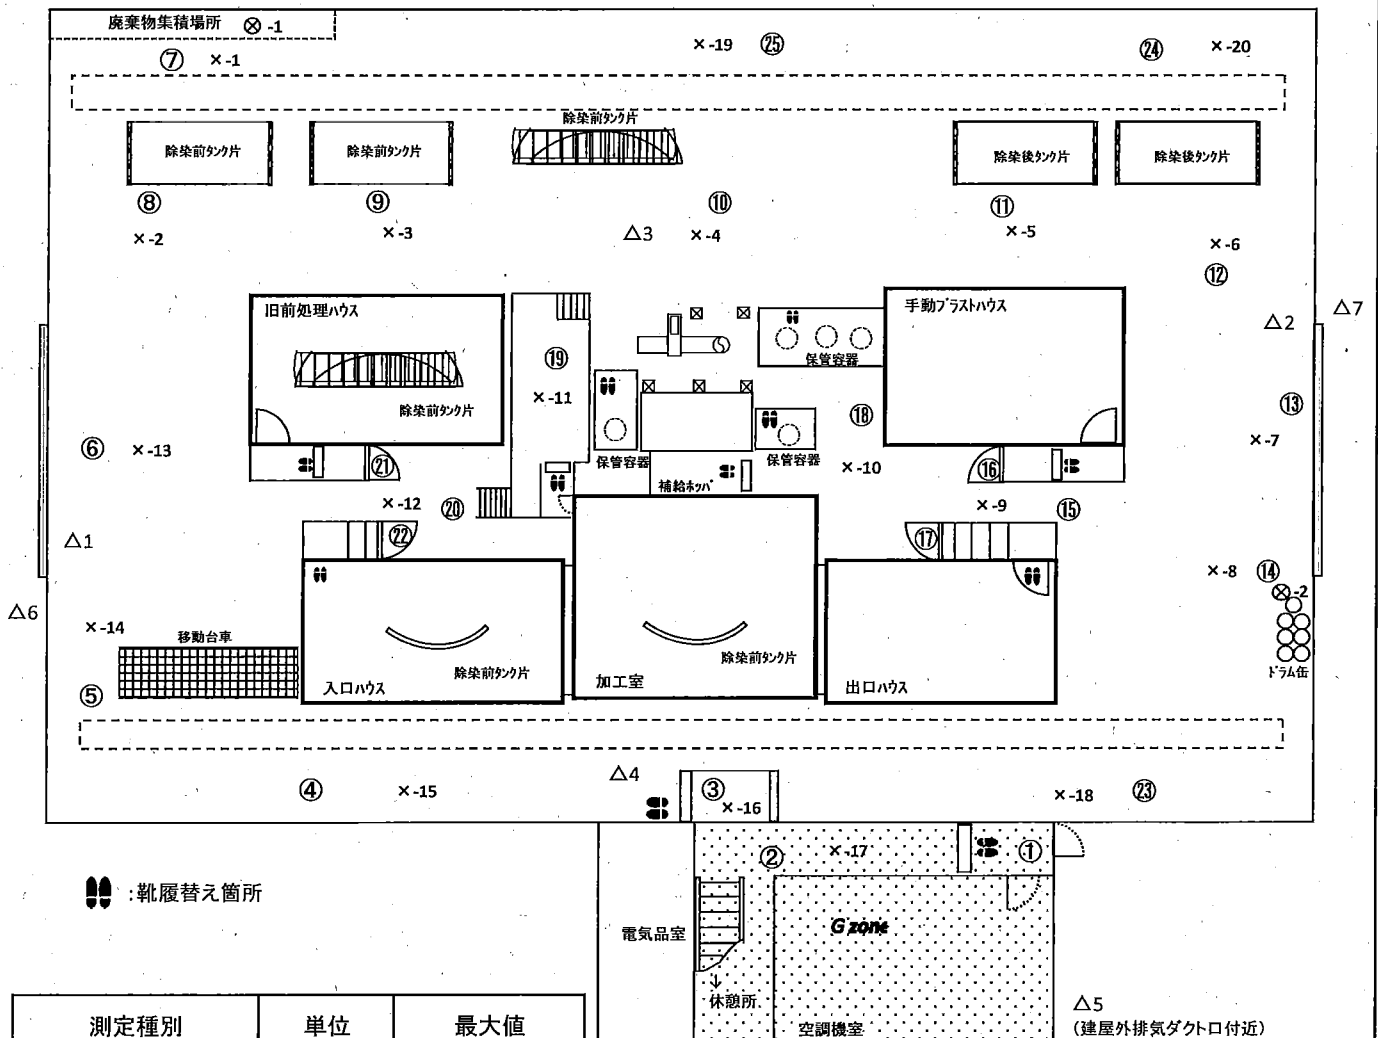 廃棄物集積場所 ⊗ -1
⑦ ×-1
×-19 ㉕
㉔ ×-20
除染前タンク片
除染前タンク片
除染前タンク片
除染後タンク片
除染後タンク片
⑧
⑨
⑩
⑪
×-2
×-3
△3
×-4
×-5
×-6
⑫
旧前処理ハウス
除染前タンク片
⑲
×-11
保管容器
手動ブラストハウス
△2
△7
⑬
×-7
⑥ ×-13
㉑
保管容器
保管容器
補給ホッパ
⑱
×-10
⑯
×-12
⑳
㉒
×-9
⑮
⑰
△1
△6
×-8
⑭
⊗-2
ドラム缶
×-14
移動台車
⑤
入口ハウス
除染前タンク片
加工室
除染前タンク片
出口ハウス
④
×-15
△4
③
×-16
×-18
㉓
②
×-17
①
:靴履替え箇所
電気品室
G zone
↓
休憩所
空調機室
△5
(建屋外排気ダクト口付近)
測定種別 単位 最大値